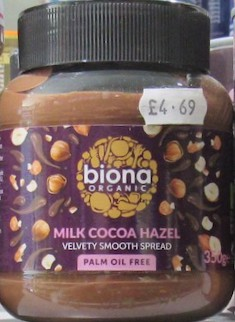 £4.69
biona
ORGANIC
MILK COCOA HAZEL
VELVETY SMOOTH SPREAD
PALM OIL FREE
350g